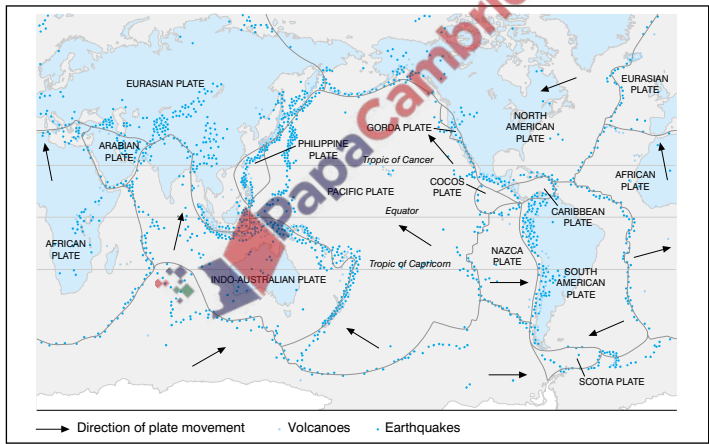 EURASIAN PLATE
EURASIAN
PLATE
NORTH
AMERICAN
PLATE
GORDA PLATE
ARABIAN
PLATE
PHILIPPINE
PLATE
Tropic of Cancer
AFRICAN
PLATE
COCOS
PLATE
PACIFIC PLATE
CARIBBEAN
PLATE
Equator
AFRICAN
PLATE
NAZCA
PLATE
Tropic of Capricorn
INDO-AUSTRALIAN PLATE
SOUTH
AMERICAN
PLATE
SCOTIA PLATE
Direction of plate movement
Volcanoes
Earthquakes
papaCambri